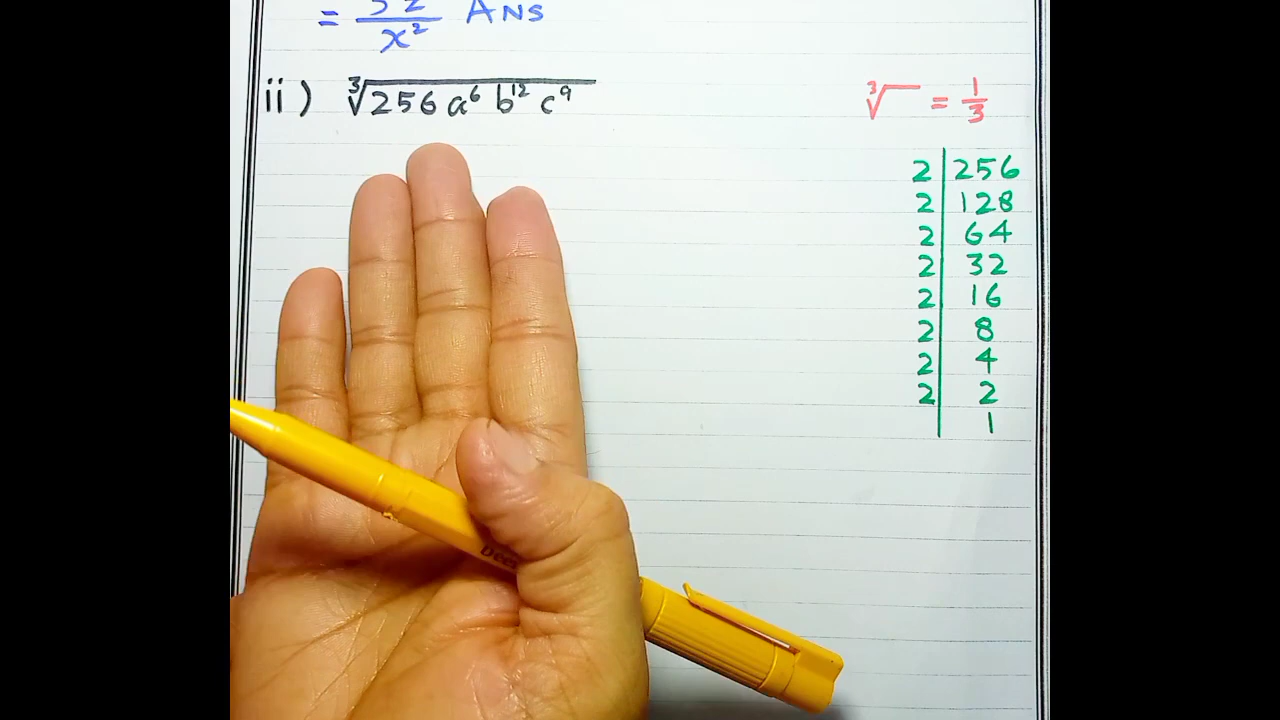 = yz/x² Ans
ii) ∛256 a⁶ b¹² c⁹
∛ = 1/3
2 | 256
2 | 128
2 | 64
2 | 32
2 | 16
2 | 8
2 | 4
2 | 2
| 1